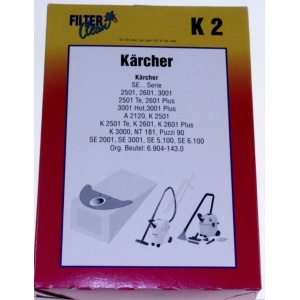 FILTER
Clean
K 2
Kärcher
Kärcher
SE... Serie
2501, 2601, 3001
2501 Te, 2601 Plus
3001 Hot,3001 Plus
A 2120, K 2501
K 2501 Te, K 2601, K 2601 Plus
K 3000, NT 181, Puzzi 90
SE 2001, SE 3001, SE 5.100, SE 6.100
Org. Beutel: 6.904-143.0